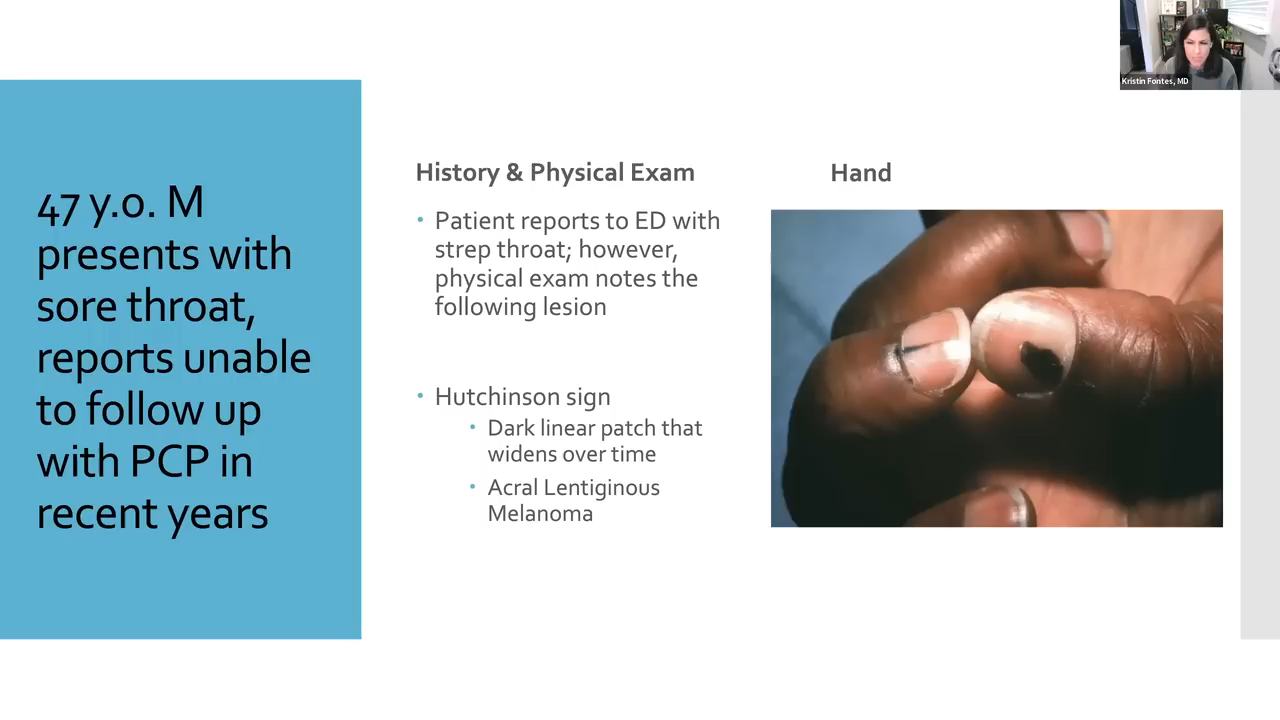 Kristin Fontes, MD
47 y.o. M
presents with
sore throat,
reports unable
to follow up
with PCP in
recent years
History & Physical Exam
• Patient reports to ED with
strep throat; however,
physical exam notes the
following lesion
• Hutchinson sign
• Dark linear patch that
widens over time
• Acral Lentiginous
Melanoma
Hand